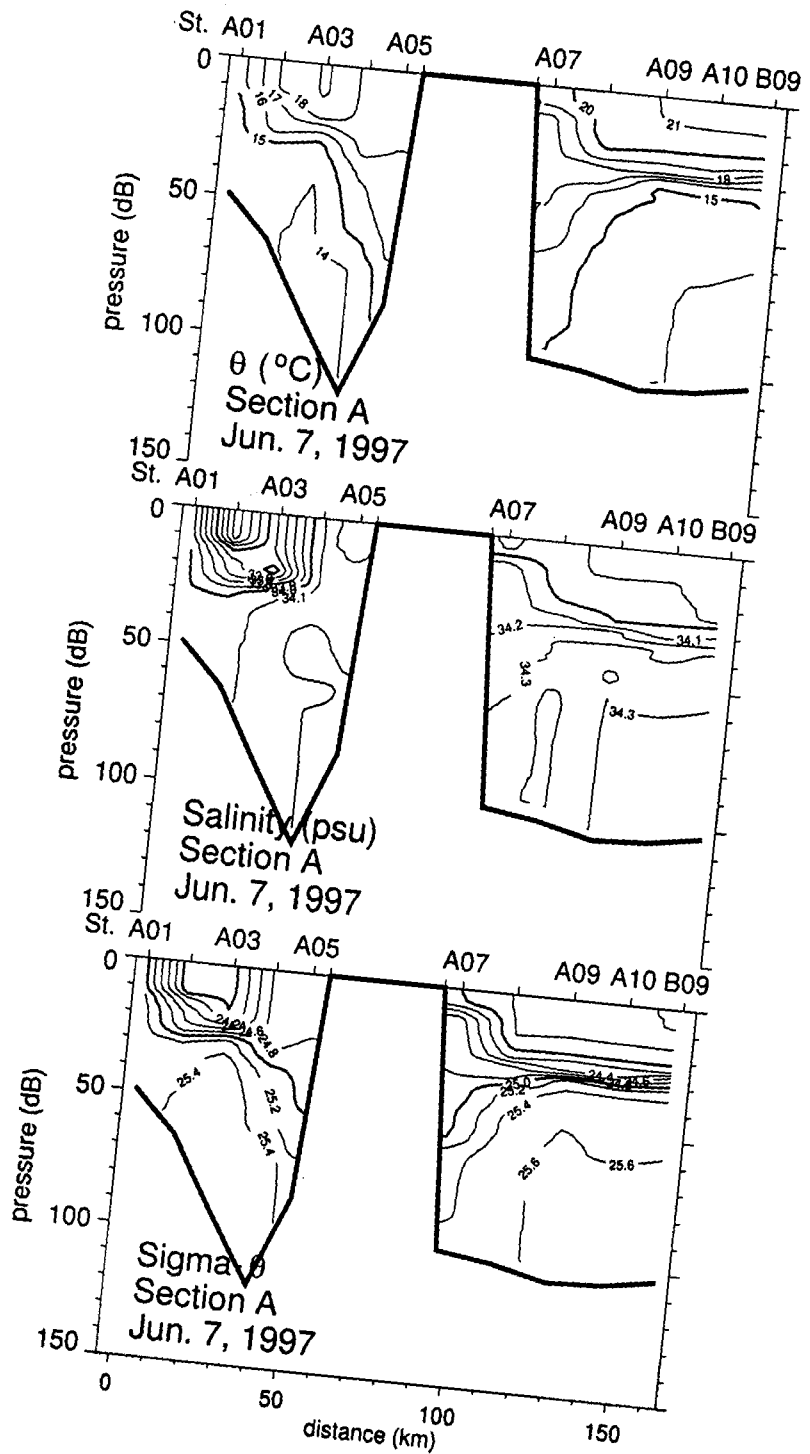 St. A01 A03 A05 A07 A09 A10 B09
0
50
100
150
pressure (dB)
16 17 18
15
14
20
21
18
15
θ (°C)
Section A
Jun. 7, 1997
St. A01 A03 A05 A07 A09 A10 B09
0
50
100
150
pressure (dB)
34.1
34.2
34.1
34.3
34.3
Salinity (psu)
Section A
Jun. 7, 1997
St. A01 A03 A05 A07 A09 A10 B09
0
50
100
150
pressure (dB)
24.8
25.4
25.2
25.4
24.4
25.0
25.2
25.4
25.6
25.6
Sigma-θ
Section A
Jun. 7, 1997
0 50 100 150
distance (km)